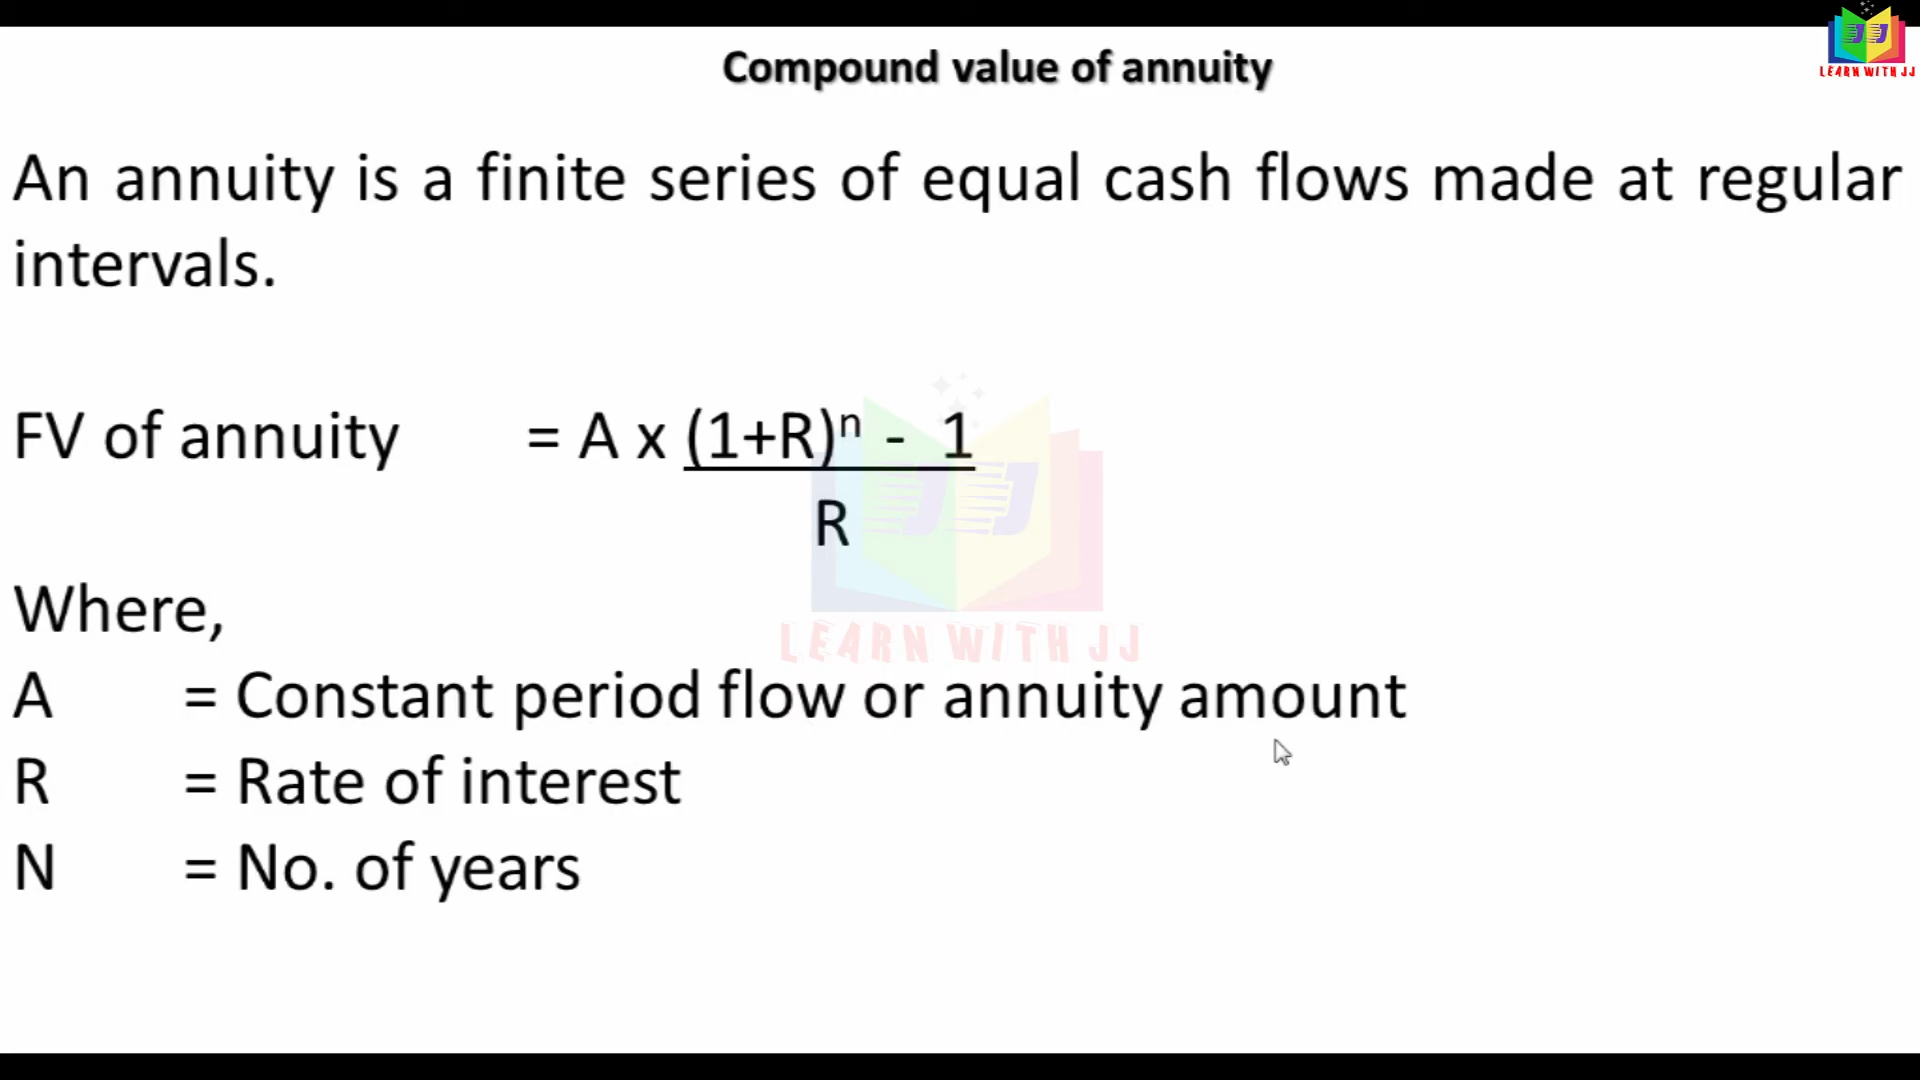 Compound value of annuity
LEARN WITH JJ
An annuity is a finite series of equal cash flows made at regular
intervals.
FV of annuity = A x (1+R)ⁿ - 1
R
JJ
LEARN WITH JJ
Where,
A = Constant period flow or annuity amount
R = Rate of interest
N = No. of years